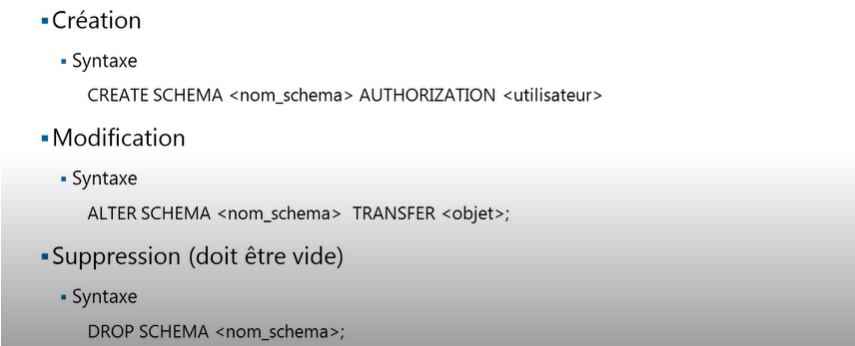 Création
Syntaxe
CREATE SCHEMA <nom_schema> AUTHORIZATION <utilisateur>
Modification
Syntaxe
ALTER SCHEMA <nom_schema> TRANSFER <objet>;
Suppression (doit être vide)
Syntaxe
DROP SCHEMA <nom_schema>;